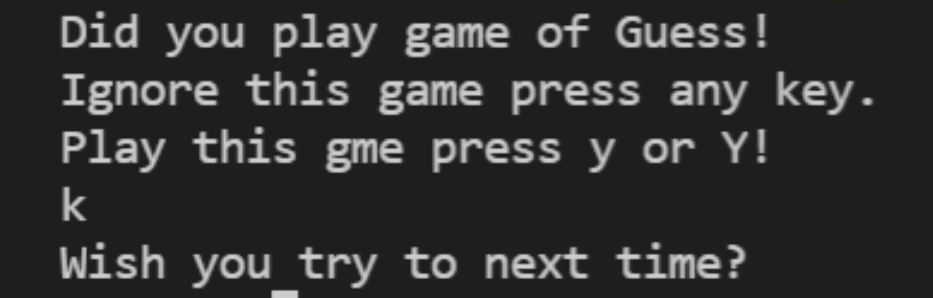 Did you play game of Guess!
Ignore this game press any key.
Play this gme press y or Y!
k
Wish you try to next time?